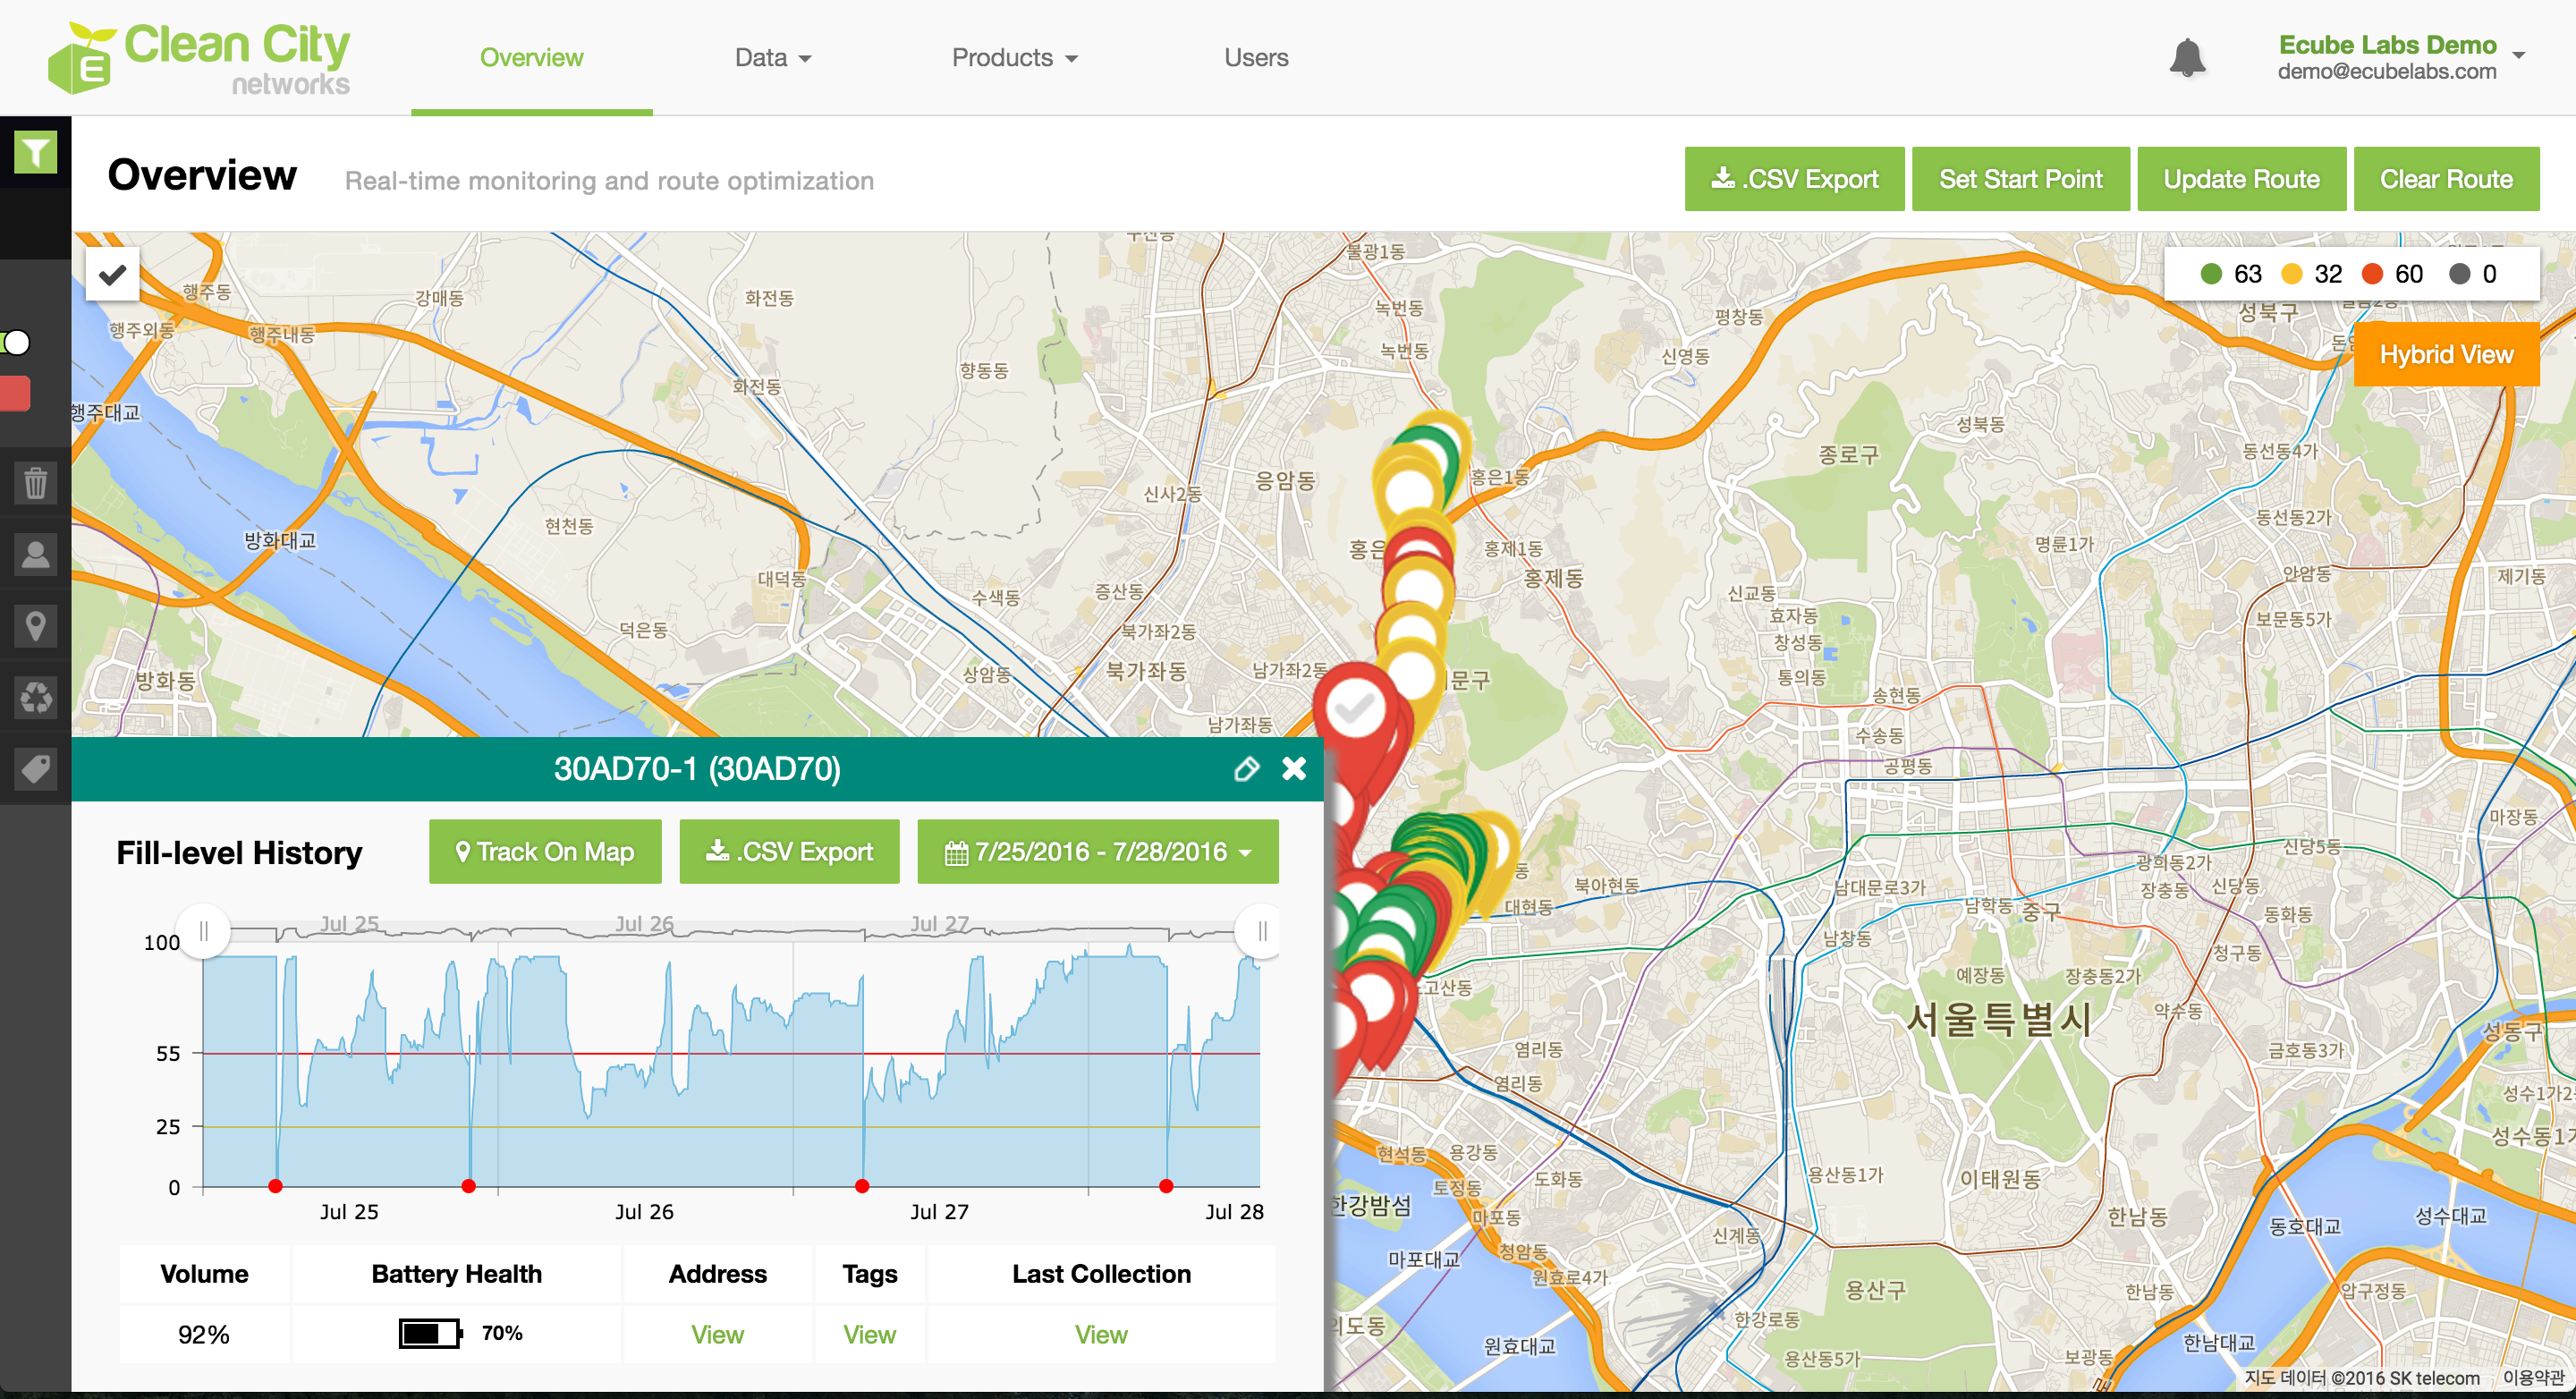 Clean City
networks
E
Overview
Data
Products
Users
Ecube Labs Demo
demo@ecubelabs.com
Overview
Real-time monitoring and route optimization
.CSV Export
Set Start Point
Update Route
Clear Route
63 32 60 0
Hybrid View
불광1동
행주동
강매동
화전동
녹번동
평창동
성북구
행주외동
행주내동
녹번동
신영동
향동동
화전동
행주대교
성북동
종로구
동선동4가
홍은1동
응암동
신사2동
현천동
동선동2가
방화대교
홍제1동
명륜1가
안암동
제기동
대덕동
홍제동
수색동
증산동
신교동
효자동
보문동5가
덕은동
북가좌2동
창성동
방화동
상암동
북가좌동
남가좌2동
통의동
송현동
남가좌동
수송동
공평동
30AD70-1 (30AD70)
마장동
Fill-level History
Track On Map
.CSV Export
7/25/2016 - 7/28/2016
신당5동
광희동2가
북아현동
남대문로3가
장충동
신당동
대현동
남학동
중구
동화동
남창동
청구동
Jul 25
Jul 26
Jul 27
100
55
25
0
Jul 25
Jul 26
Jul 27
Jul 28
예장동
장충동2가
약수동
서울특별시
성동구
염리동
금호동3가
염리동
현석동
용강동
용산동1가
이태원동
도화동
토정동
한강밤섬
마포동
한남동
동호대교
성수대교
신계동
청암동
마포대교
원효로4가
용산구
한남동
압구정동
한강로동
원효대교
한남대교
용산동5가
보광동
Volume
Battery Health
Address
Tags
Last Collection
92%
70%
View
View
View
지도 데이터 ©2016 SK telecom
이용약관